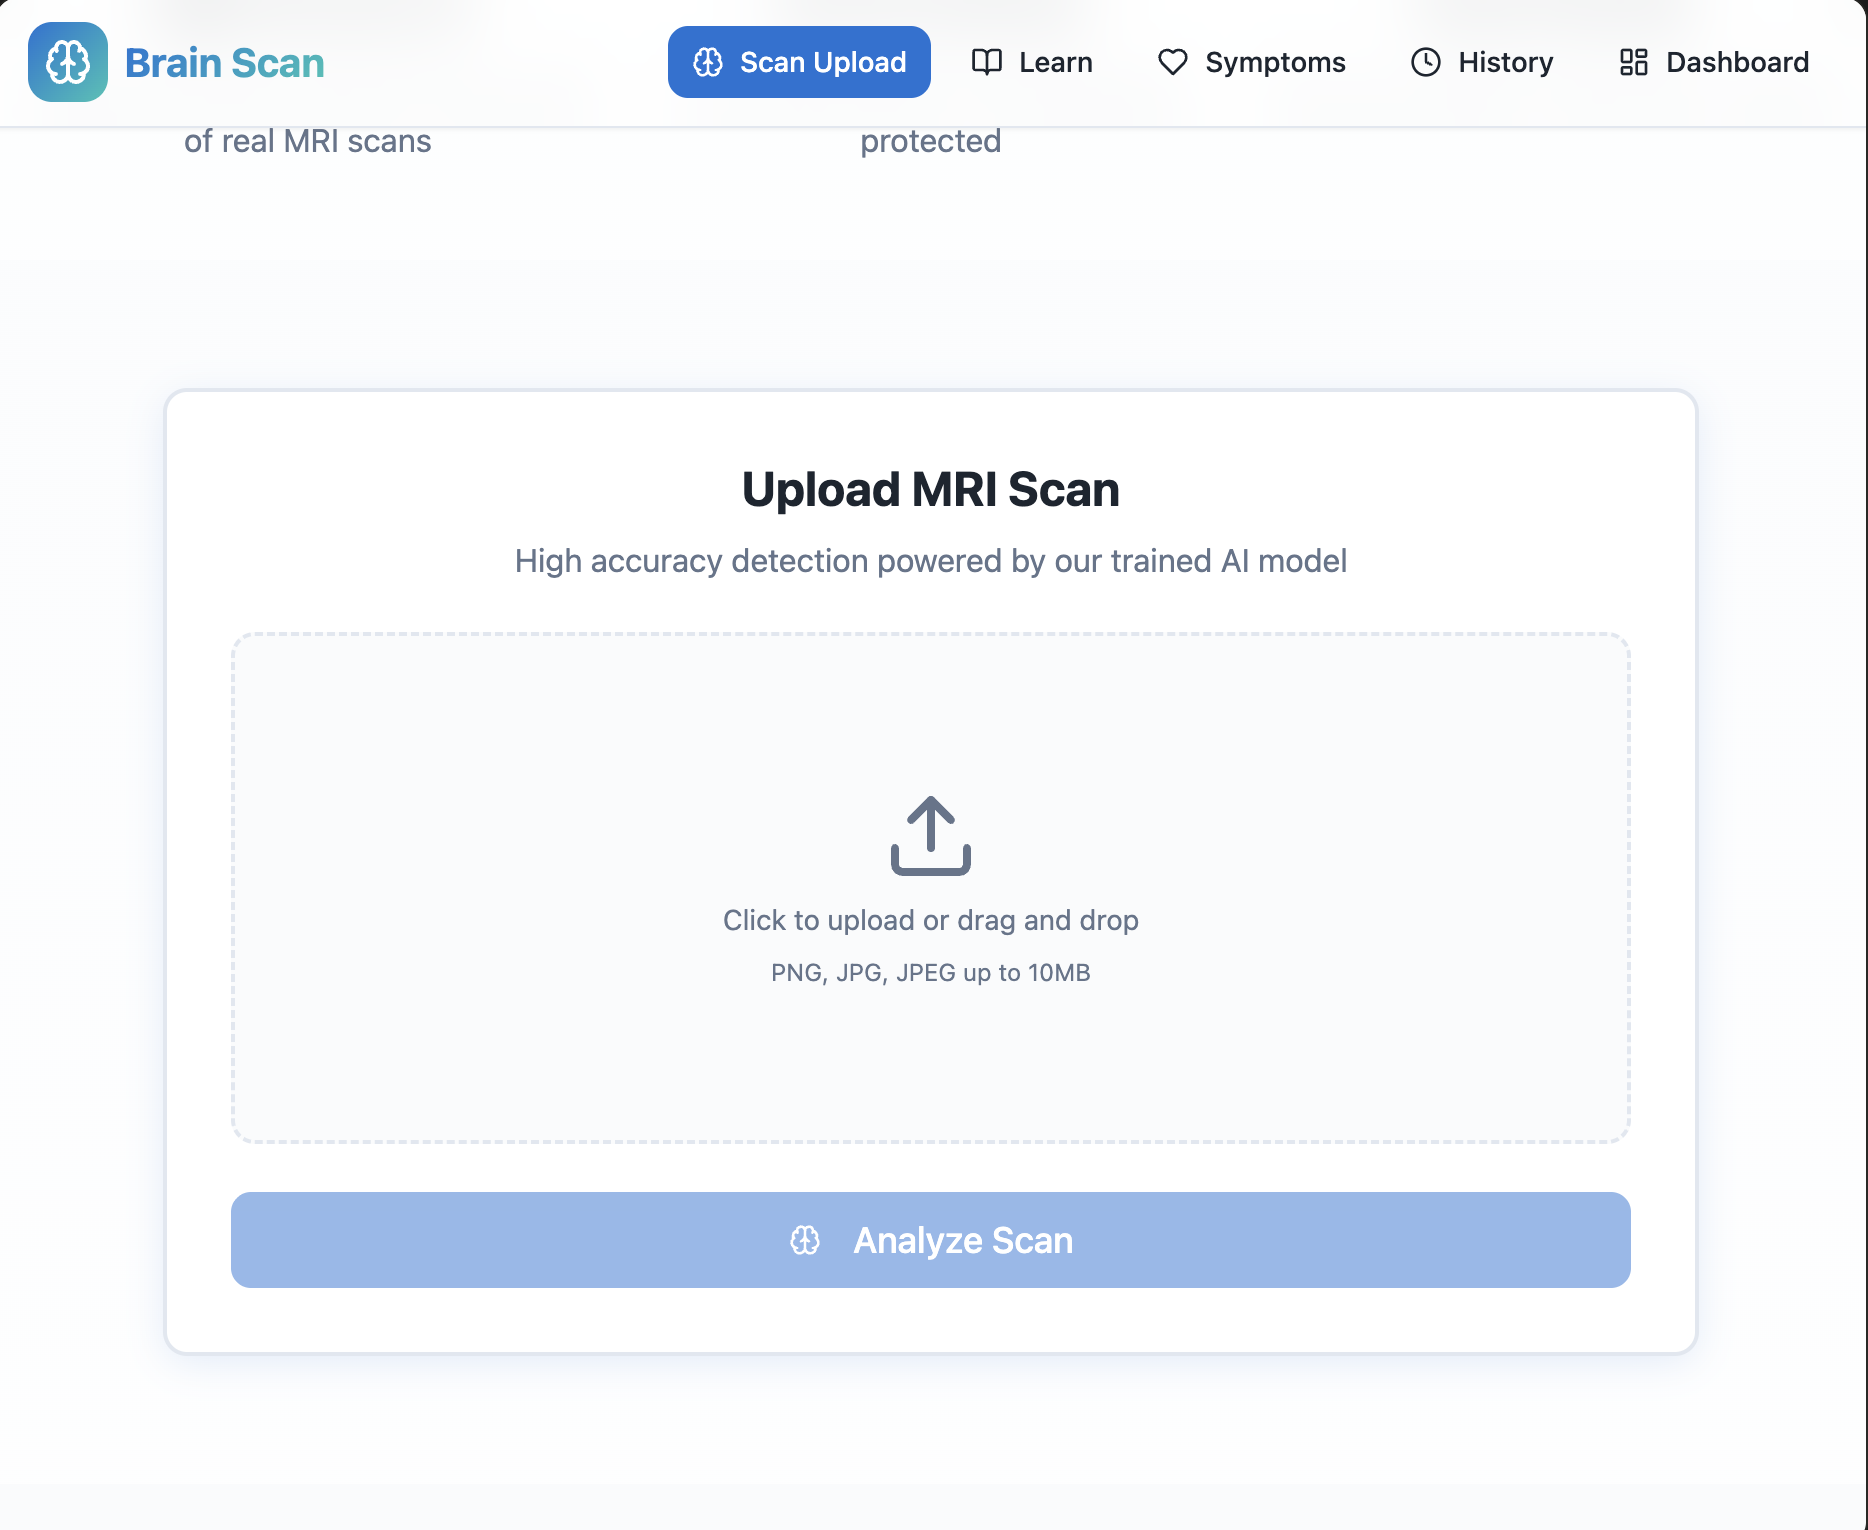 Brain Scan
Scan Upload
Learn
Symptoms
History
Dashboard
of real MRI scans
protected
Upload MRI Scan
High accuracy detection powered by our trained AI model
Click to upload or drag and drop
PNG, JPG, JPEG up to 10MB
Analyze Scan